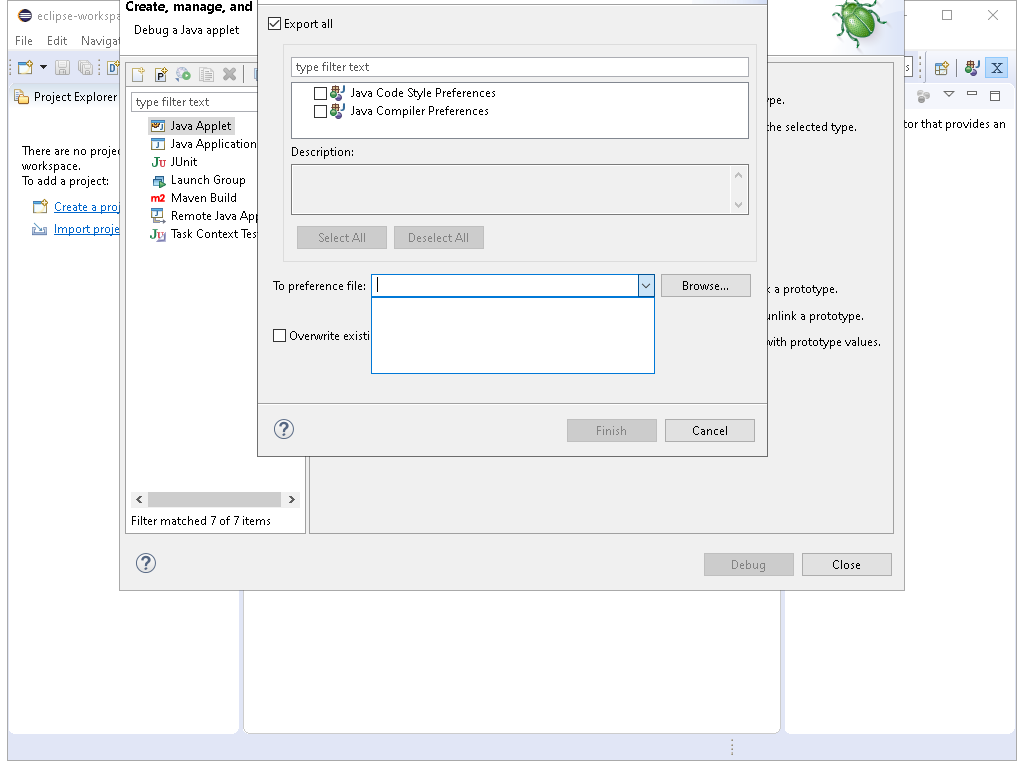 eclipse-workspa
File Edit Navigat
Create, manage, and
Debug a Java applet
Project Explorer
There are no proje
workspace.
To add a project:
Create a proj
Import proje
type filter text
Java Applet
Java Application
JUnit
Launch Group
Maven Build
Remote Java App
Task Context Tes
Filter matched 7 of 7 items
Export all
type filter text
Java Code Style Preferences
Java Compiler Preferences
Description:
Select All
Deselect All
To preference file:
Browse...
Overwrite existi
Finish
Cancel
ype.
he selected type.
k a prototype.
unlink a prototype.
with prototype values.
Debug
Close
tor that provides an